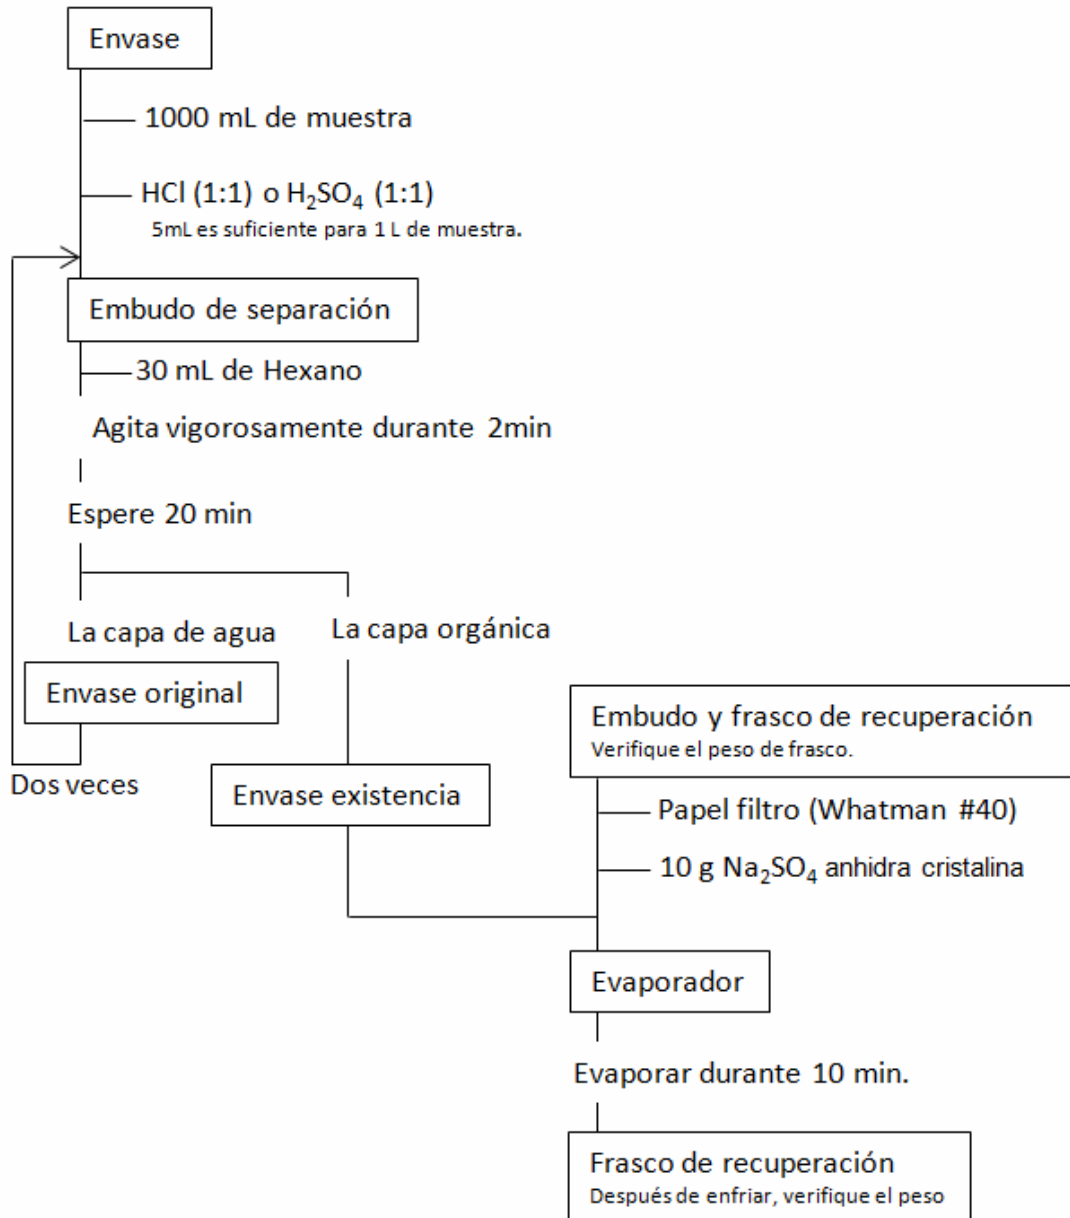 Envase
1000 mL de muestra
HCl (1:1) o H₂SO₄ (1:1)
5mL es suficiente para 1 L de muestra.
Embudo de separación
30 mL de Hexano
Agita vigorosamente durante 2min
Espere 20 min
La capa de agua
La capa orgánica
Envase original
Dos veces
Envase existencia
Embudo y frasco de recuperación
Verifique el peso de frasco.
Papel filtro (Whatman #40)
10 g Na₂SO₄ anhidra cristalina
Evaporador
Evaporar durante 10 min.
Frasco de recuperación
Después de enfriar, verifique el peso